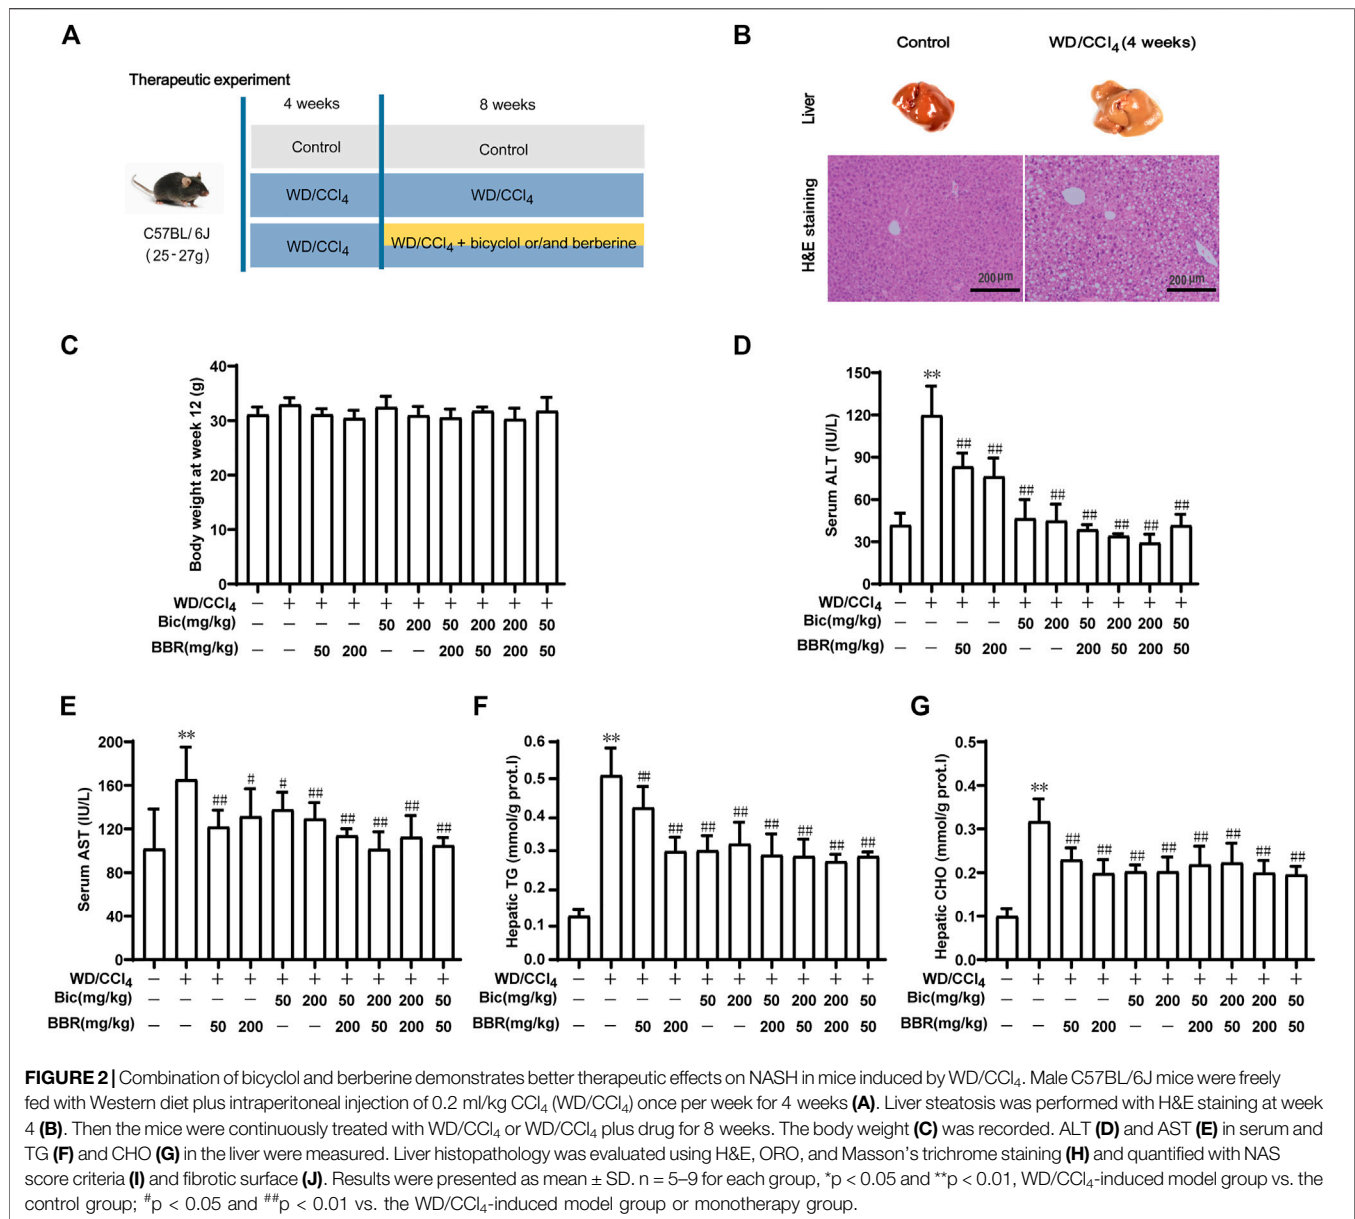 A
Therapeutic experiment
4 weeks 8 weeks
Control Control
WD/CCl₄ WD/CCl₄
WD/CCl₄ WD/CCl₄ + bicyclol or/and berberine
C57BL/ 6J
( 25 - 27g)
B
Control WD/CCl₄ (4 weeks)
Liver
H&E staining
200 μm 200 μm
C
Body weight at week 12 (g)
40
30
20
10
0
WD/CCl₄ − + + + + + + + + +
Bic(mg/kg) − − − − 50 200 50 200 200 50
BBR(mg/kg) − − 50 200 − − 200 50 200 50
D
Serum ALT (IU/L)
150
120
90
60
30
0
** ## ## ## ## ## ## ## ##
WD/CCl₄ − + + + + + + + + +
Bic(mg/kg) − − − − 50 200 50 200 200 50
BBR(mg/kg) − − 50 200 − − 200 50 200 50
E
Serum AST (IU/L)
200
160
120
80
40
0
** ## # # ## ## ## ## ##
WD/CCl₄ − + + + + + + + + +
Bic(mg/kg) − − − − 50 200 50 200 200 50
BBR(mg/kg) − − 50 200 − − 200 50 200 50
F
Hepatic TG (mmol/g prot.l)
0.6
0.5
0.4
0.3
0.2
0.1
0.0
** ## ## ## ## ## ## ## ##
WD/CCl₄ − + + + + + + + + +
Bic(mg/kg) − − − − 50 200 50 200 200 50
BBR(mg/kg) − − 50 200 − − 200 50 200 50
G
Hepatic CHO (mmol/g prot.l)
0.5
0.4
0.3
0.2
0.1
0.0
** ## ## ## ## ## ## ## ##
WD/CCl₄ − + + + + + + + + +
Bic(mg/kg) − − − − 50 200 50 200 200 50
BBR(mg/kg) − − 50 200 − − 200 50 200 50
FIGURE 2 | Combination of bicyclol and berberine demonstrates better therapeutic effects on NASH in mice induced by WD/CCl₄. Male C57BL/6J mice were freely
fed with Western diet plus intraperitoneal injection of 0.2 ml/kg CCl₄ (WD/CCl₄) once per week for 4 weeks (A). Liver steatosis was performed with H&E staining at week
4 (B). Then the mice were continuously treated with WD/CCl₄ or WD/CCl₄ plus drug for 8 weeks. The body weight (C) was recorded. ALT (D) and AST (E) in serum and
TG (F) and CHO (G) in the liver were measured. Liver histopathology was evaluated using H&E, ORO, and Masson's trichrome staining (H) and quantified with NAS
score criteria (I) and fibrotic surface (J). Results were presented as mean ± SD. n = 5–9 for each group, *p < 0.05 and **p < 0.01, WD/CCl₄-induced model group vs. the
control group; #p < 0.05 and ##p < 0.01 vs. the WD/CCl₄-induced model group or monotherapy group.